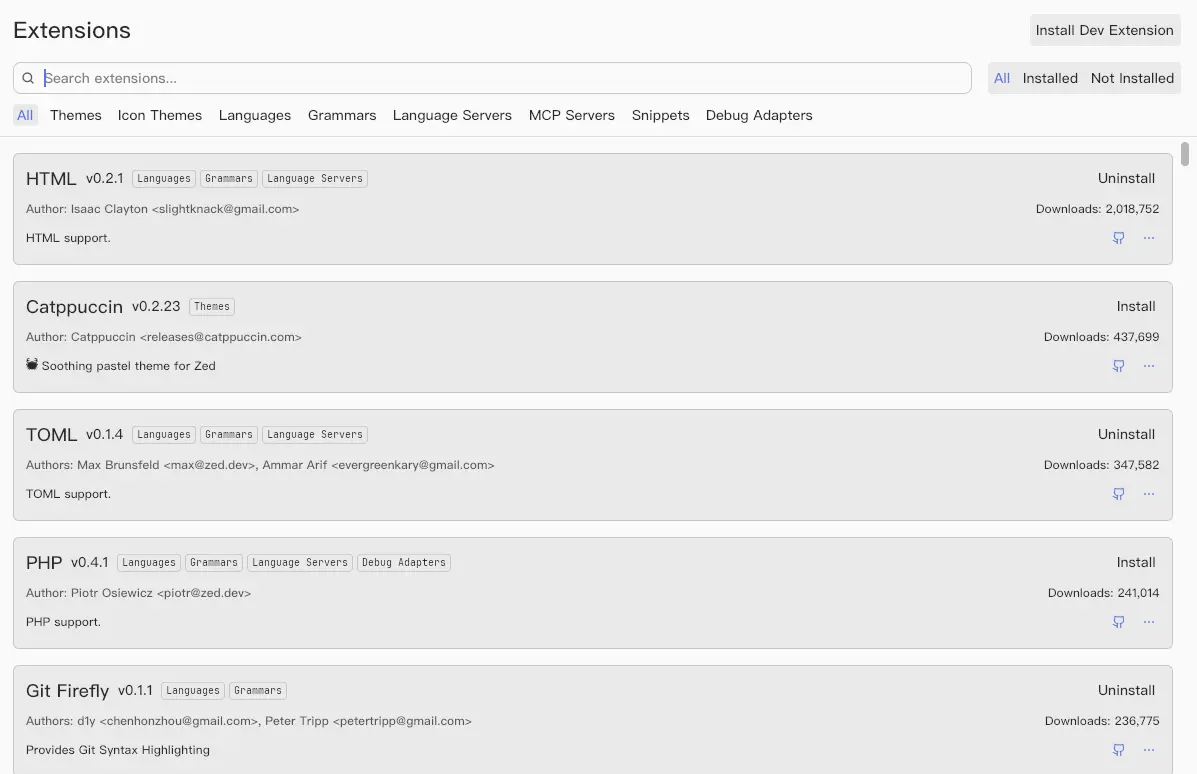 Extensions
Install Dev Extension
Search extensions...
All Installed Not Installed
All Themes Icon Themes Languages Grammars Language Servers MCP Servers Snippets Debug Adapters
HTML v0.2.1 Languages Grammars Language Servers Uninstall
Author: Isaac Clayton <slightknack@gmail.com> Downloads: 2,018,752
HTML support.
...
Catppuccin v0.2.23 Themes Install
Author: Catppuccin <releases@catppuccin.com> Downloads: 437,699
Soothing pastel theme for Zed
...
TOML v0.1.4 Languages Grammars Language Servers Uninstall
Authors: Max Brunsfeld <max@zed.dev>, Ammar Arif <evergreenkary@gmail.com> Downloads: 347,582
TOML support.
...
PHP v0.4.1 Languages Grammars Language Servers Debug Adapters Install
Author: Piotr Osiewicz <piotr@zed.dev> Downloads: 241,014
PHP support.
...
Git Firefly v0.1.1 Languages Grammars Uninstall
Authors: d1y <chenhonzhou@gmail.com>, Peter Tripp <petertripp@gmail.com> Downloads: 236,775
Provides Git Syntax Highlighting
...